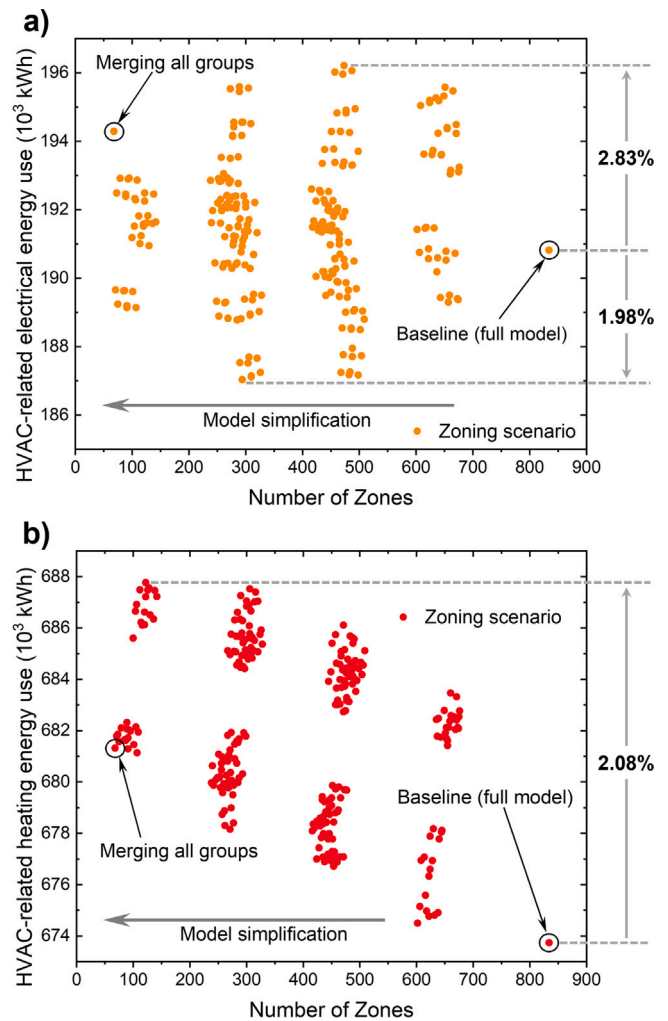 a)
Merging all groups
HVAC-related electrical energy use (10³ kWh)
196
194
192
190
188
186
2.83%
1.98%
Baseline (full model)
Model simplification
Zoning scenario
0 100 200 300 400 500 600 700 800 900
Number of Zones
b)
HVAC-related heating energy use (10³ kWh)
688
686
684
682
680
678
676
674
Zoning scenario
2.08%
Baseline (full model)
Merging all groups
Model simplification
0 100 200 300 400 500 600 700 800 900
Number of Zones